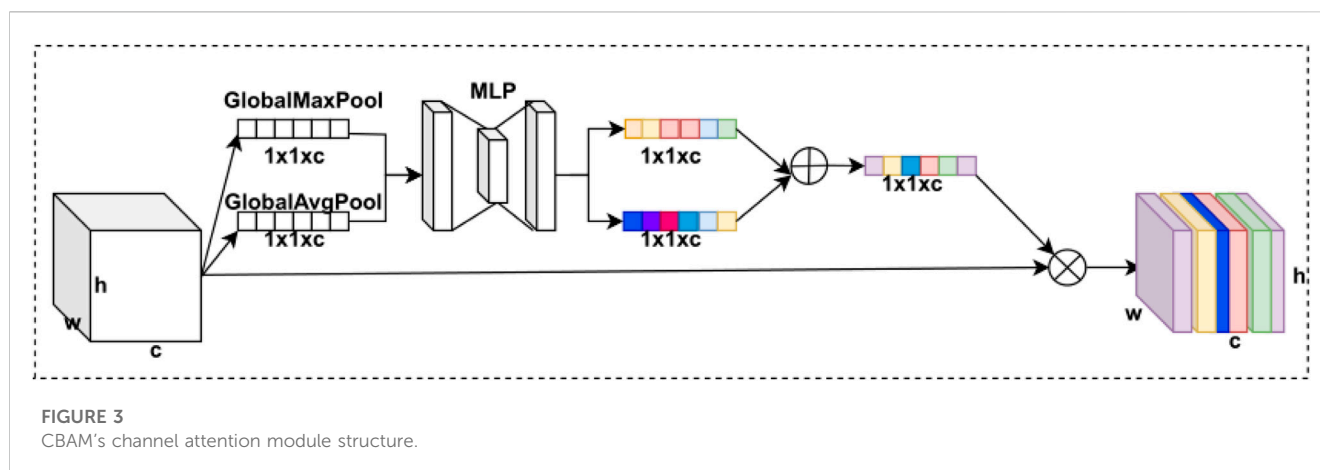 GlobalMaxPool
1x1xc
GlobalAvgPool
1x1xc
MLP
1x1xc
1x1xc
1x1xc
h
w
c
h
w
c
FIGURE 3
CBAM's channel attention module structure.